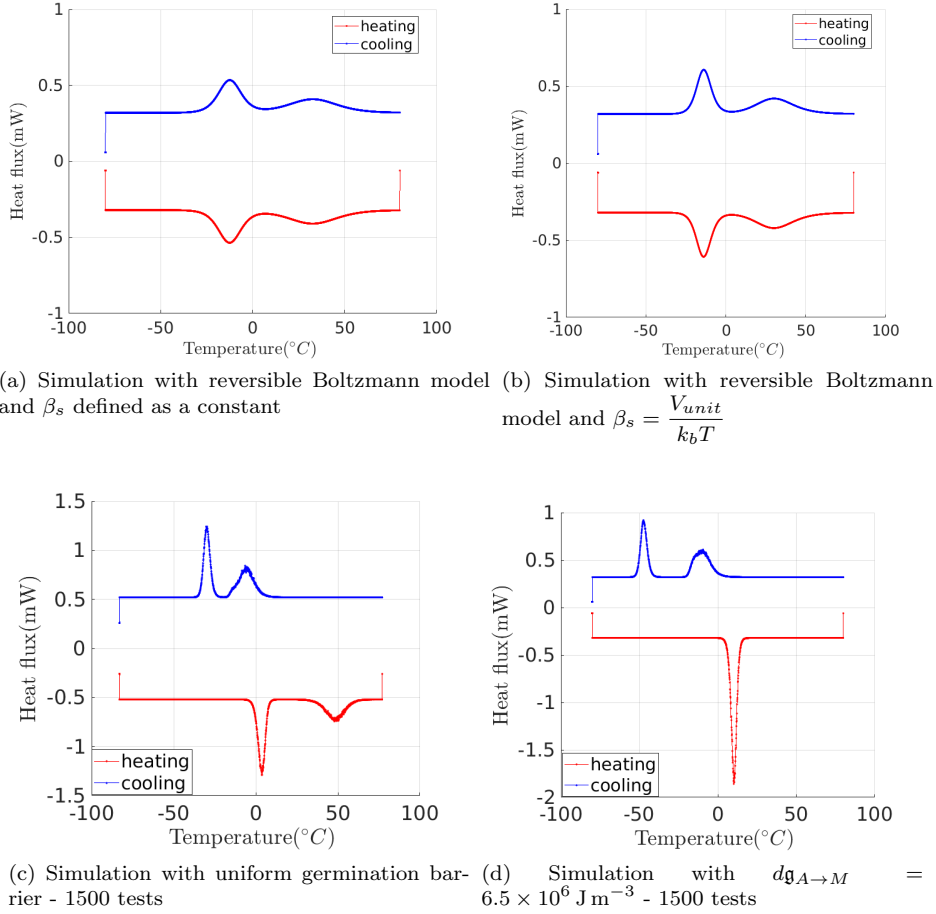 1
0.5
0
-0.5
-1
-100
-50
0
50
100
Heat flux(mW)
Temperature(°C)
heating
cooling
1
0.5
0
-0.5
-1
-100
-50
0
50
100
Heat flux(mW)
Temperature(°C)
heating
cooling
(a) Simulation with reversible Boltzmann model
and βs defined as a constant
(b) Simulation with reversible Boltzmann
model and βs = V_unit / k_b T
1.5
1
0.5
0
-0.5
-1
-1.5
-100
-50
0
50
100
Heat flux(mW)
Temperature(°C)
heating
cooling
1
0.5
0
-0.5
-1
-1.5
-2
-100
-50
0
50
100
Heat flux(mW)
Temperature(°C)
heating
cooling
(c) Simulation with uniform germination bar-
rier - 1500 tests
(d) Simulation with d𝔤A→M =
6.5 × 10⁶ J m⁻³ - 1500 tests